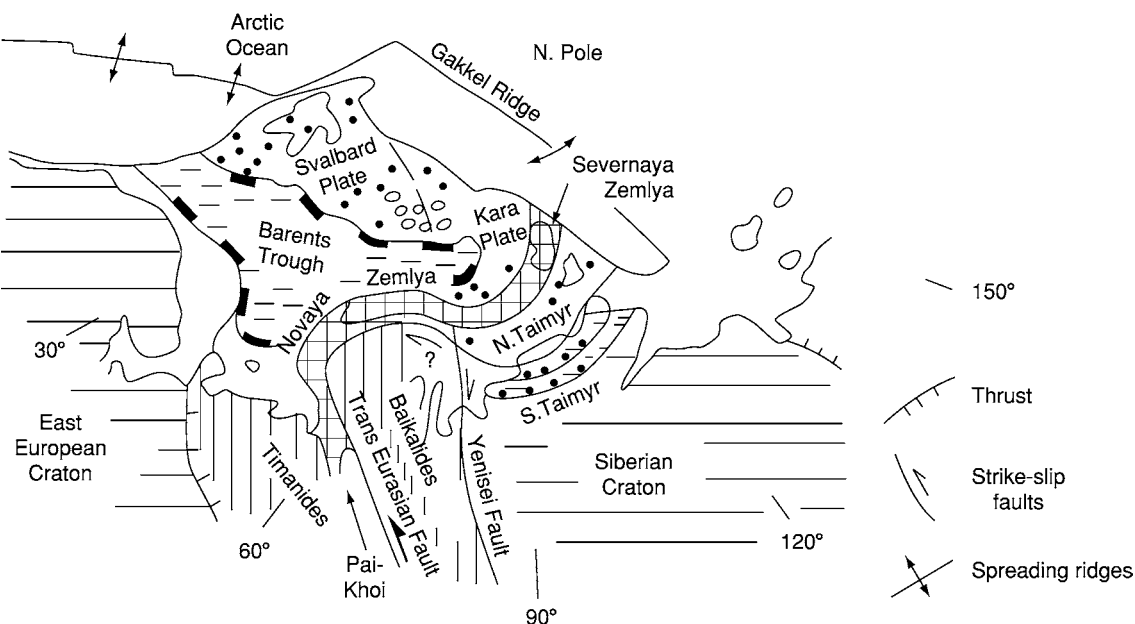 Arctic
Ocean
Gakkel Ridge
N. Pole
Svalbard
Plate
Severnaya
Zemlya
Kara
Plate
Barents
Trough
Novaya
Zemlya
N.Taimyr
S.Taimyr
?
30°
East
European
Craton
Timanides
60°
Pai-
Khoi
Trans Eurasian Fault
Baikalides
Yenisei Fault
90°
Siberian
Craton
120°
150°
Thrust
Strike-slip
faults
Spreading ridges